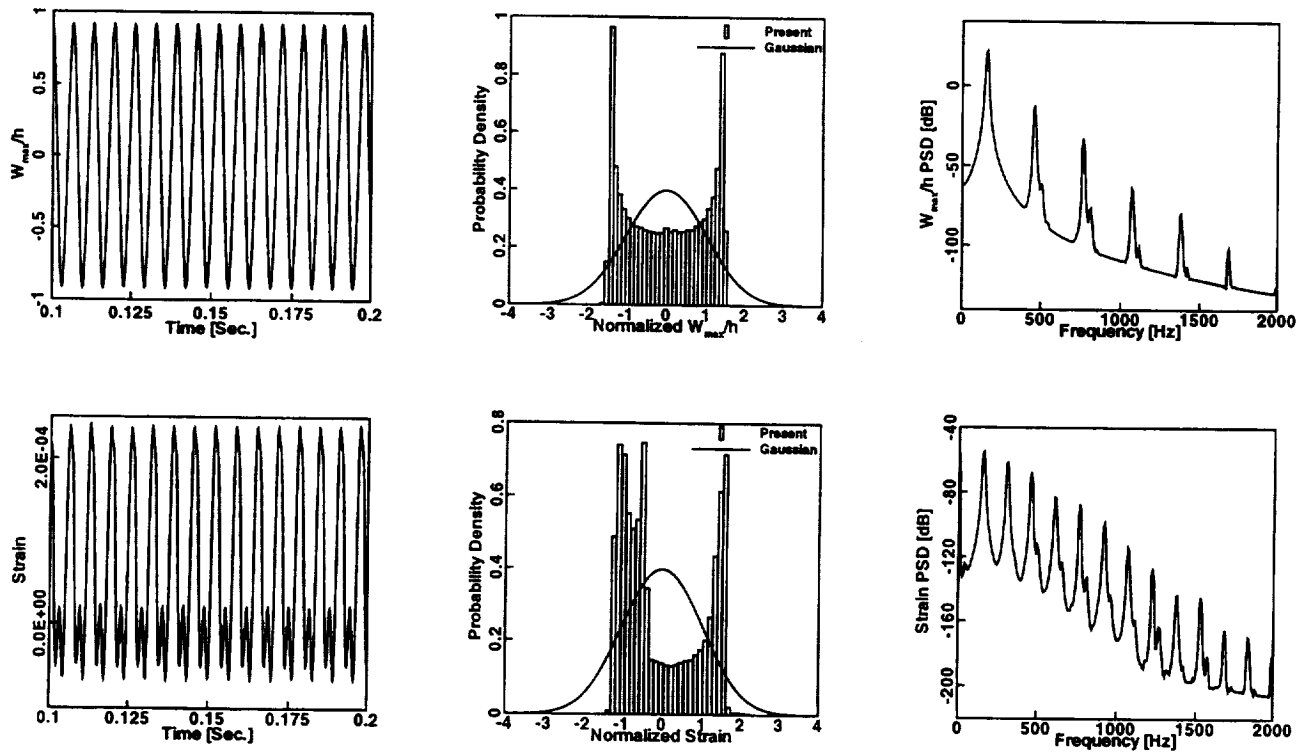 W_max/h
1
0.5
0
-0.5
-1
0.1 0.125 0.15 0.175 0.2
Time [Sec.]
Probability Density
1
0.8
0.6
0.4
0.2
0
Present
Gaussian
-4 -3 -2 -1 0 1 2 3 4
Normalized W_max/h
W_max/h PSD [dB]
0
-50
-100
0 500 1000 1500 2000
Frequency [Hz]
Strain
2.0E-04
0.0E+00
0.1 0.125 0.15 0.175 0.2
Time [Sec.]
Probability Density
0.8
0.6
0.4
0.2
0
Present
Gaussian
-4 -3 -2 -1 0 1 2 3 4
Normalized Strain
Strain PSD [dB]
-40
-80
-120
-160
-200
0 500 1000 1500 2000
Frequency [Hz]